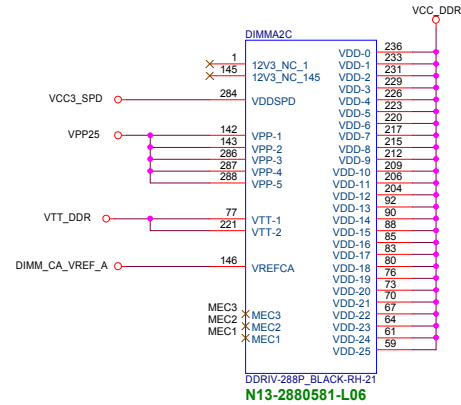 VCC_DDR
DIMMA2C
1 12V3_NC_1
145 12V3_NC_145
VCC3_SPD 284 VDDSPD
VPP25 142 VPP-1
143 VPP-2
286 VPP-3
287 VPP-4
288 VPP-5
VTT_DDR 77 VTT-1
221 VTT-2
DIMM_CA_VREF_A 146 VREFCA
MEC3 MEC3
MEC2 MEC2
MEC1 MEC1
VDD-0 236
VDD-1 233
VDD-2 231
VDD-3 229
VDD-4 226
VDD-5 223
VDD-6 220
VDD-7 217
VDD-8 215
VDD-9 212
VDD-10 209
VDD-11 206
VDD-12 204
VDD-13 92
VDD-14 90
VDD-15 88
VDD-16 85
VDD-17 83
VDD-18 80
VDD-19 76
VDD-20 73
VDD-21 70
VDD-22 67
VDD-23 64
VDD-24 61
VDD-25 59
DDRIV-288P_BLACK-RH-21
N13-2880581-L06